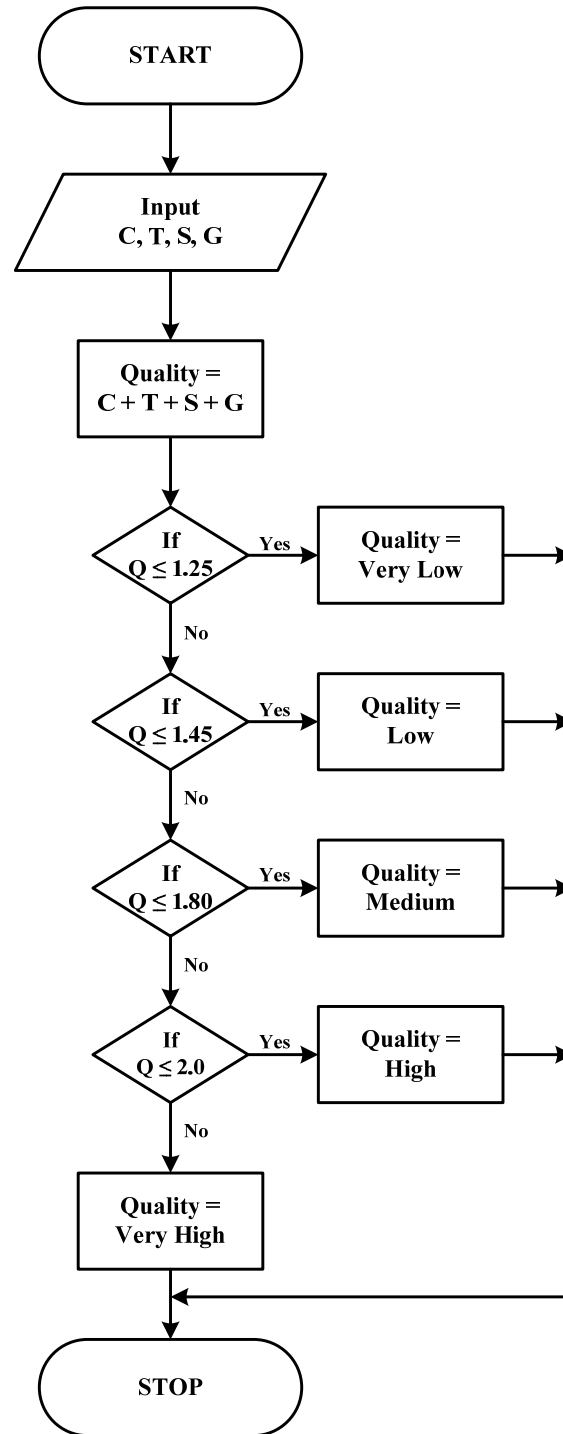 START
Input
C, T, S, G
Quality =
C + T + S + G
If
Q ≤ 1.25
Yes
Quality =
Very Low
No
If
Q ≤ 1.45
Yes
Quality =
Low
No
If
Q ≤ 1.80
Yes
Quality =
Medium
No
If
Q ≤ 2.0
Yes
Quality =
High
No
Quality =
Very High
STOP